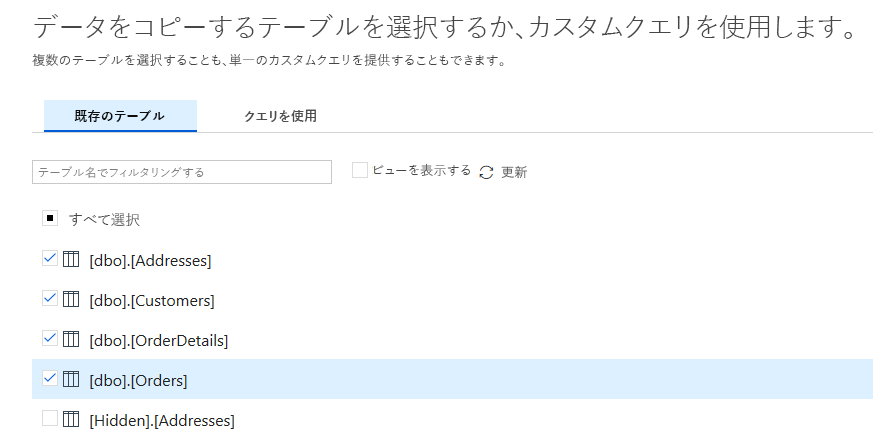 データをコピーするテーブルを選択するか、カスタムクエリを使用します。
複数のテーブルを選択することも、単一のカスタムクエリを提供することもできます。
既存のテーブル クエリを使用
テーブル名でフィルタリングする ビューを表示する 更新
すべて選択
[dbo].[Addresses]
[dbo].[Customers]
[dbo].[OrderDetails]
[dbo].[Orders]
[Hidden].[Addresses]